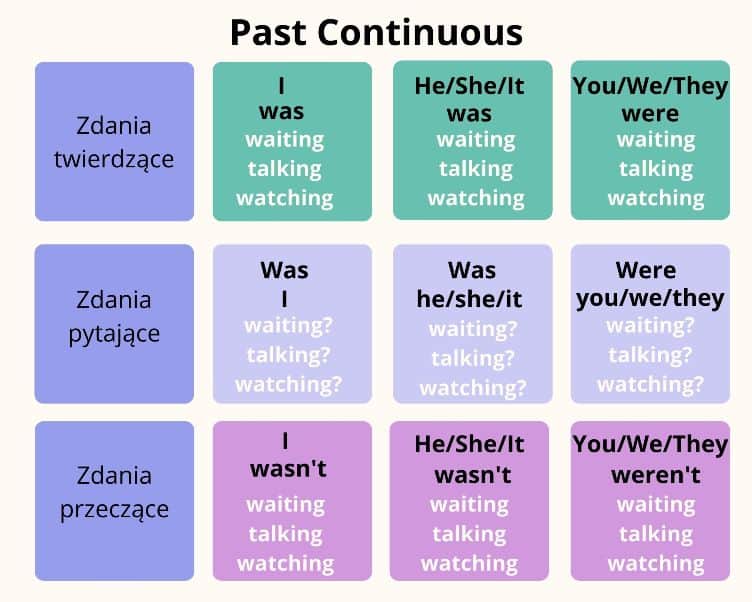 Past Continuous
Zdania
twierdzące
I
was
waiting
talking
watching
He/She/It
was
waiting
talking
watching
You/We/They
were
waiting
talking
watching
Zdania
pytające
Was
I
waiting?
talking?
watching?
Was
he/she/it
waiting?
talking?
watching?
Were
you/we/they
waiting?
talking?
watching?
Zdania
przeczące
I
wasn't
waiting
talking
watching
He/She/It
wasn't
waiting
talking
watching
You/We/They
weren't
waiting
talking
watching